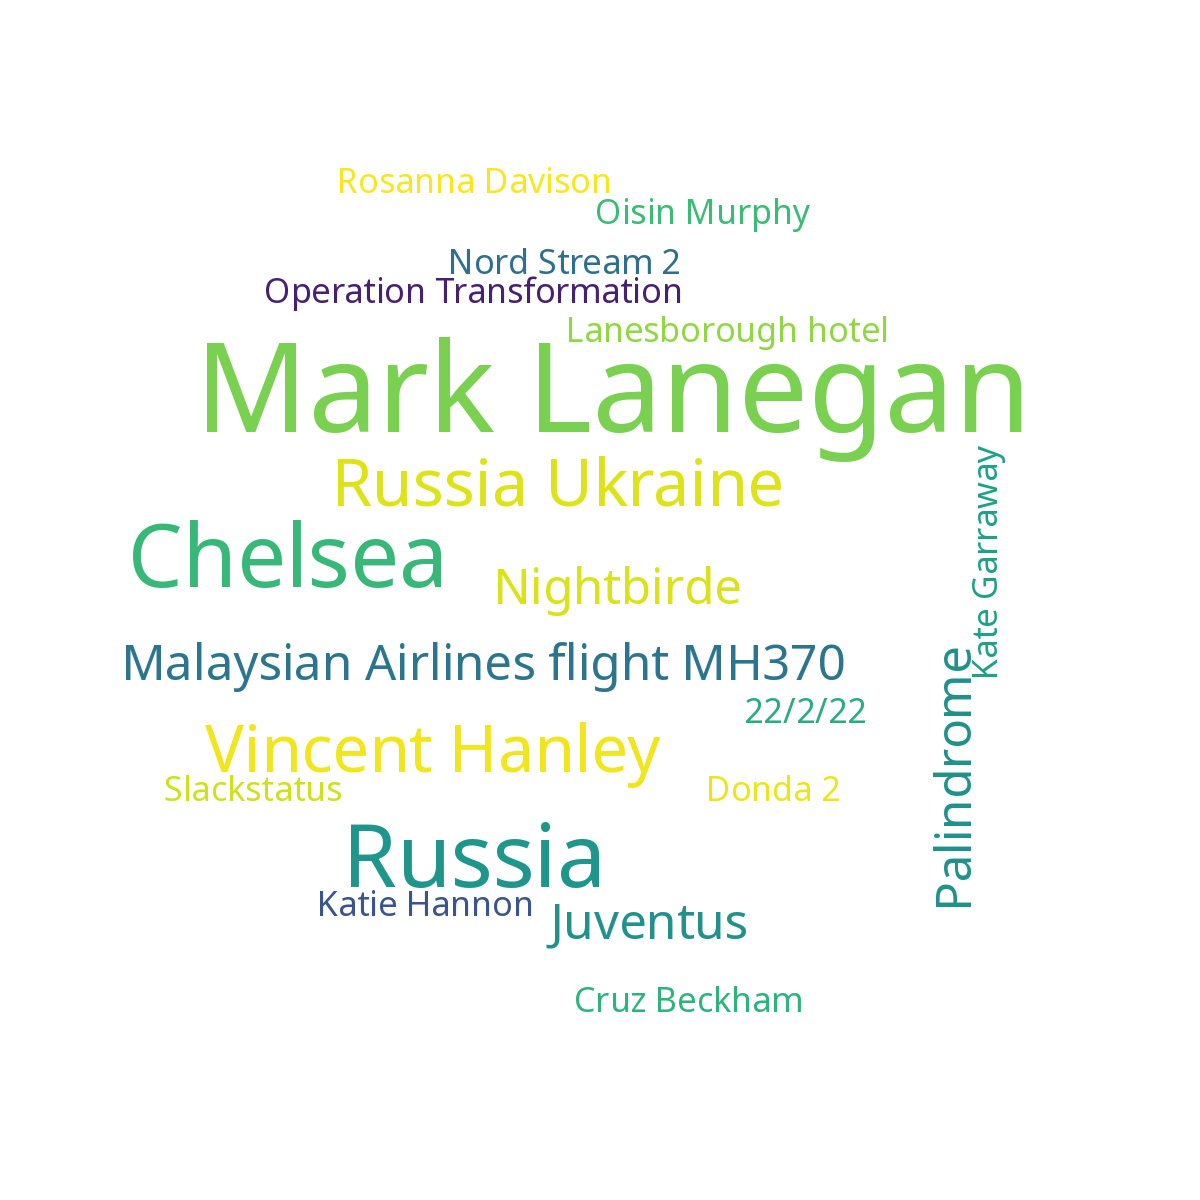 Rosanna Davison
Oisin Murphy
Nord Stream 2
Operation Transformation
Lanesborough hotel
Mark Lanegan
Russia Ukraine
Kate Garraway
Chelsea
Nightbirde
Malaysian Airlines flight MH370
Palindrome
22/2/22
Vincent Hanley
Slackstatus
Donda 2
Russia
Katie Hannon
Juventus
Cruz Beckham